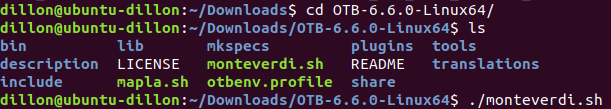 dillon@ubuntu-dillon:~/Downloads$ cd OTB-6.6.0-Linux64/
dillon@ubuntu-dillon:~/Downloads/OTB-6.6.0-Linux64$ ls
bin lib mkspecs plugins tools
description LICENSE monteverdi.sh README translations
include mapla.sh otbenv.profile share
dillon@ubuntu-dillon:~/Downloads/OTB-6.6.0-Linux64$ ./monteverdi.sh